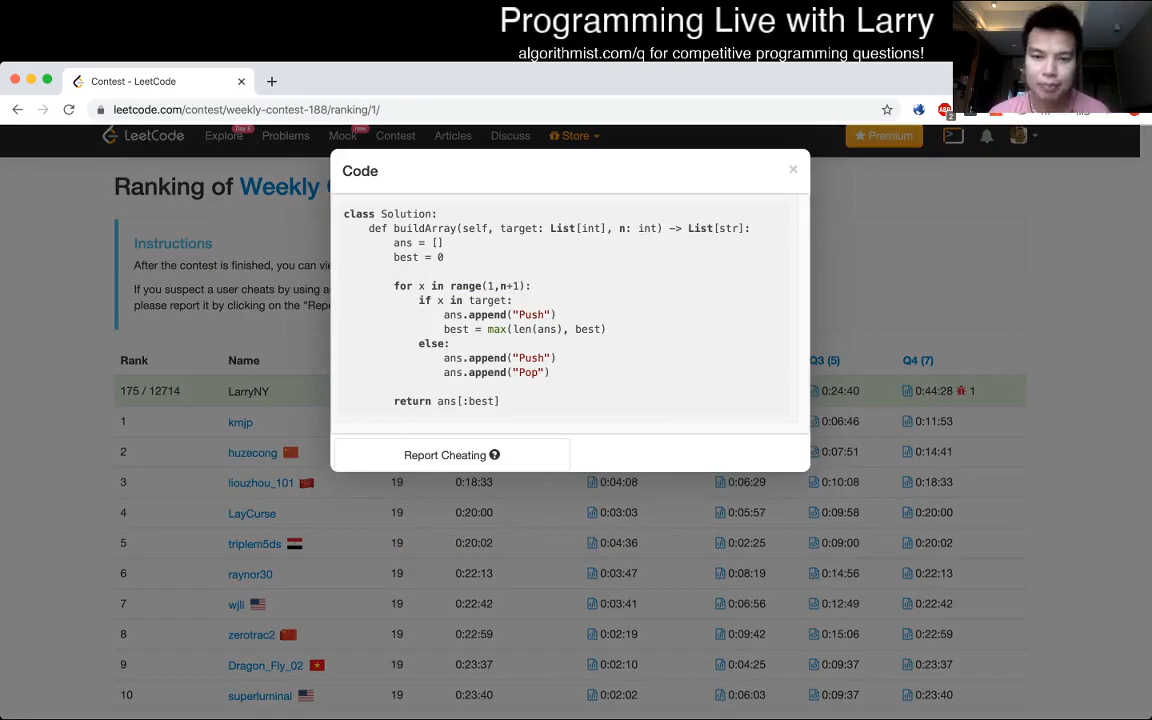 Programming Live with Larry
algorithmist.com/q for competitive programming questions!
Contest - LeetCode
leetcode.com/contest/weekly-contest-188/ranking/1/
LeetCode Explore Day 6 Problems Mock new Contest Articles Discuss Store Premium
Ranking of Weekly
Code
×
Instructions
After the contest is finished, you can vie
If you suspect a user cheats by using a
please report it by clicking on the "Repo
class Solution:
def buildArray(self, target: List[int], n: int) -> List[str]:
ans = []
best = 0
for x in range(1,n+1):
if x in target:
ans.append("Push")
best = max(len(ans), best)
else:
ans.append("Push")
ans.append("Pop")
return ans[:best]
Report Cheating ?
Rank Name Q3 (5) Q4 (7)
175 / 12714 LarryNY 0:24:40 0:44:28 1
1 kmjp 0:06:46 0:11:53
2 huzecong 0:07:51 0:14:41
3 liouzhou_101 19 0:18:33 0:04:08 0:06:29 0:10:08 0:18:33
4 LayCurse 19 0:20:00 0:03:03 0:05:57 0:09:58 0:20:00
5 triplem5ds 19 0:20:02 0:04:36 0:02:25 0:09:00 0:20:02
6 raynor30 19 0:22:13 0:03:47 0:08:19 0:14:56 0:22:13
7 wjli 19 0:22:42 0:03:41 0:06:56 0:12:49 0:22:42
8 zerotrac2 19 0:22:59 0:02:19 0:09:42 0:15:06 0:22:59
9 Dragon_Fly_02 19 0:23:37 0:02:10 0:04:25 0:09:37 0:23:37
10 superluminal 19 0:23:40 0:02:02 0:06:03 0:09:37 0:23:40